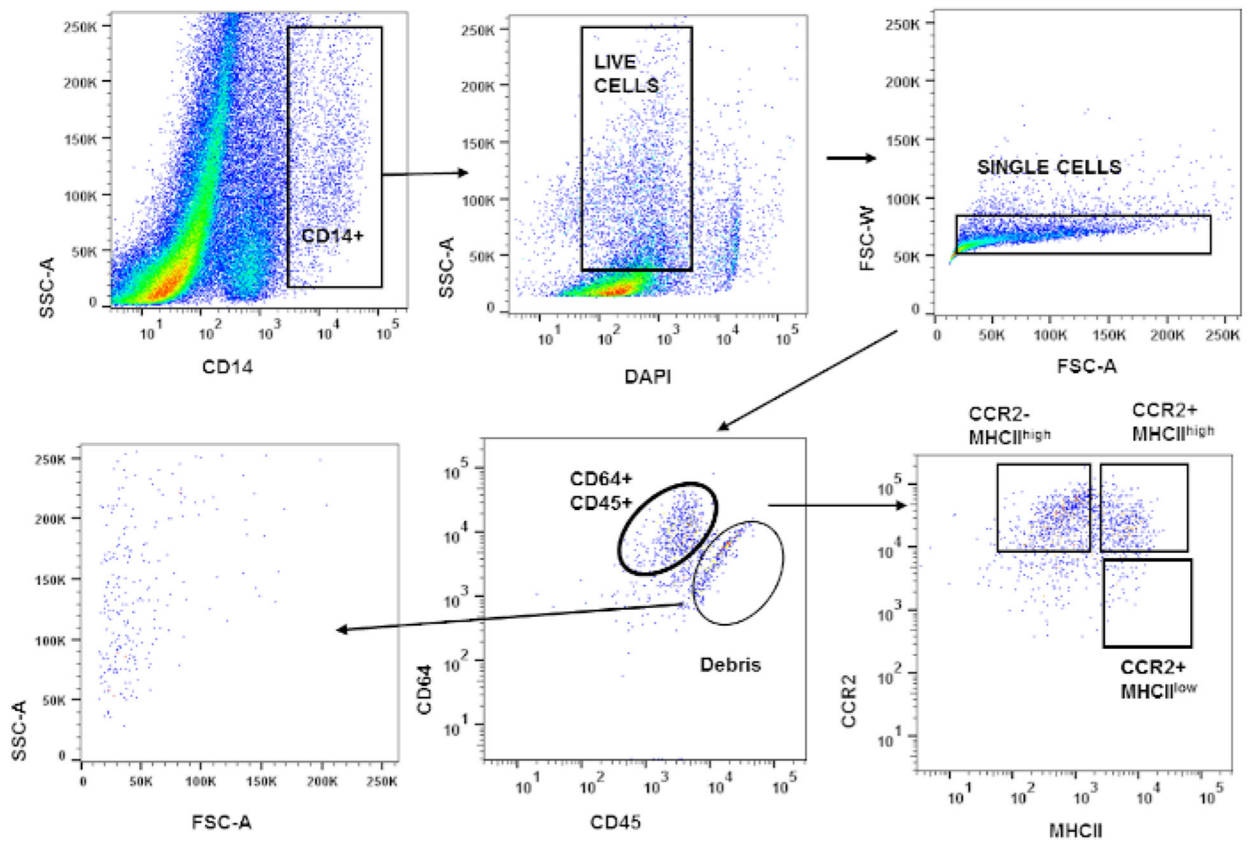 250K
200K
150K
100K
50K
0
SSC-A
CD14+
10¹ 10² 10³ 10⁴ 10⁵
CD14
250K
200K
150K
100K
50K
0
SSC-A
LIVE
CELLS
10¹ 10² 10³ 10⁴ 10⁵
DAPI
250K
200K
150K
100K
50K
0
FSC-W
SINGLE CELLS
0 50K 100K 150K 200K 250K
FSC-A
250K
200K
150K
100K
50K
0
SSC-A
0 50K 100K 150K 200K 250K
FSC-A
10⁵
10⁴
10³
10²
10¹
CD64
CD64+
CD45+
Debris
10¹ 10² 10³ 10⁴ 10⁵
CD45
CCR2-
MHCIIhigh
CCR2+
MHCIIhigh
10⁵
10⁴
10³
10²
10¹
CCR2
CCR2+
MHCIIlow
10¹ 10² 10³ 10⁴ 10⁵
MHCII